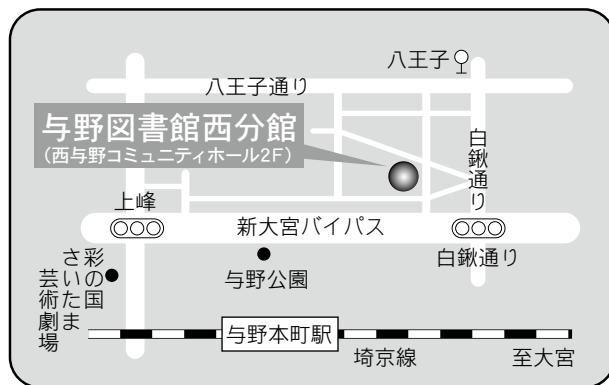 八王子
八王子通り
与野図書館西分館
(西与野コミュニティホール2F)
白鍬通り
上峰
新大宮バイパス
白鍬通り
与野公園
彩の国
さいたま
芸術劇場
与野本町駅
埼京線
至大宮